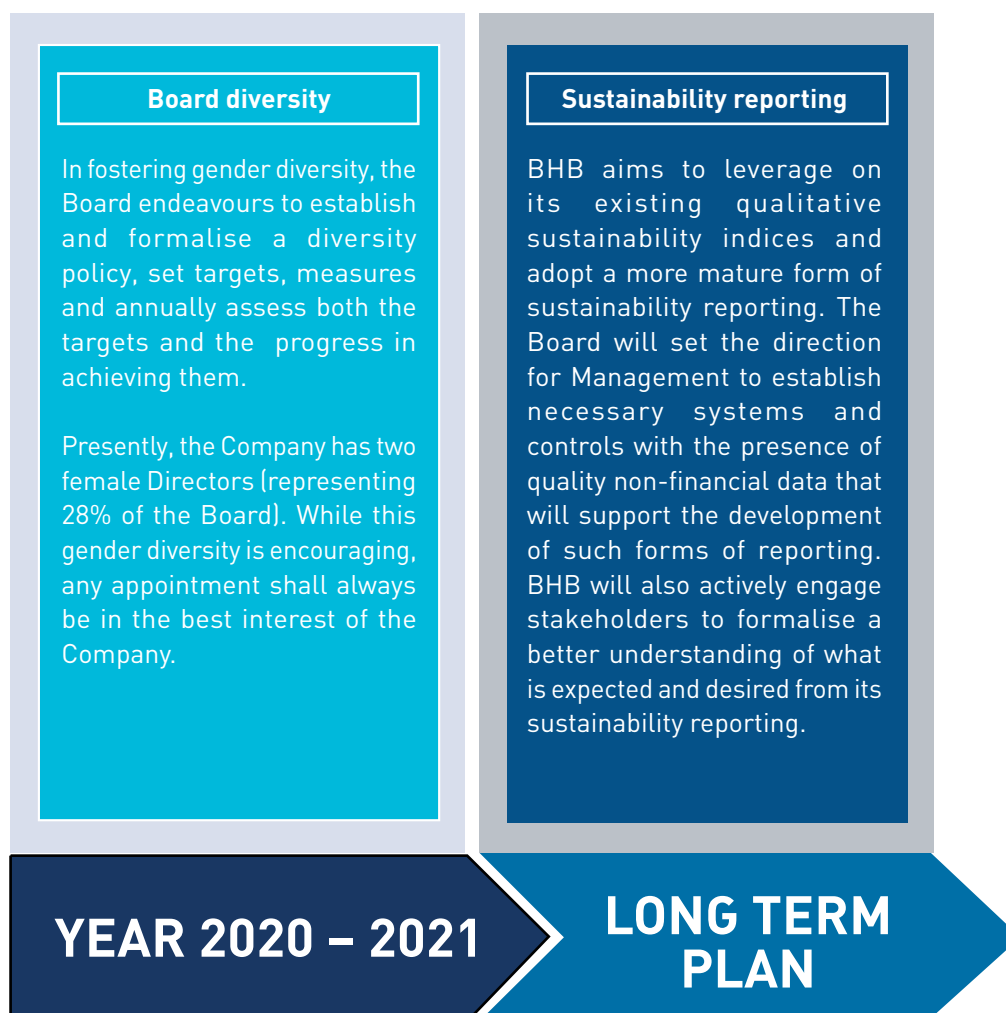 Board diversity
In fostering gender diversity, the
Board endeavours to establish
and formalise a diversity
policy, set targets, measures
and annually assess both the
targets and the progress in
achieving them.
Presently, the Company has two
female Directors (representing
28% of the Board). While this
gender diversity is encouraging,
any appointment shall always
be in the best interest of the
Company.
YEAR 2020 – 2021
Sustainability reporting
BHB aims to leverage on
its existing qualitative
sustainability indices and
adopt a more mature form of
sustainability reporting. The
Board will set the direction
for Management to establish
necessary systems and
controls with the presence of
quality non-financial data that
will support the development
of such forms of reporting.
BHB will also actively engage
stakeholders to formalise a
better understanding of what
is expected and desired from its
sustainability reporting.
LONG TERM
PLAN